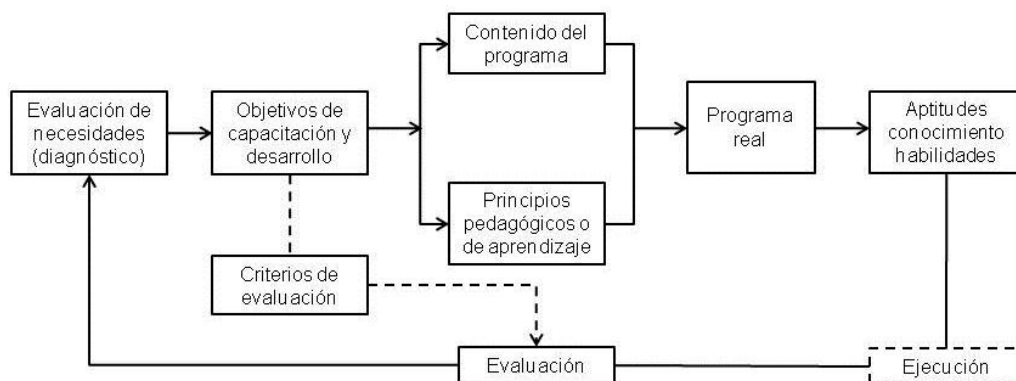 Evaluación de
necesidades
(diagnóstico)
Objetivos de
capacitación y
desarrollo
Contenido del
programa
Principios
pedagógicos o
de aprendizaje
Programa
real
Aptitudes
conocimiento
habilidades
Criterios de
evaluación
Evaluación
Ejecución